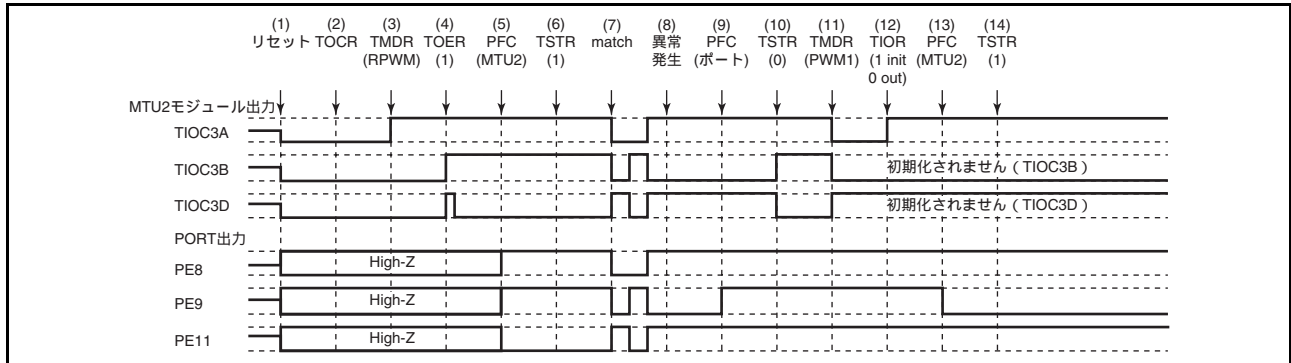 (1) (2) (3) (4) (5) (6) (7) (8) (9) (10) (11) (12) (13) (14)
リセット TOCR TMDR TOER PFC TSTR match 異常 PFC TSTR TMDR TIOR PFC TSTR
(RPWM) (1) (MTU2) (1) 発生 (ポート) (0) (PWM1) (1 init (MTU2) (1)
0 out)
MTU2モジュール出力
TIOC3A
TIOC3B 初期化されません(TIOC3B)
TIOC3D 初期化されません(TIOC3D)
PORT出力
PE8 High-Z
PE9 High-Z
PE11 High-Z